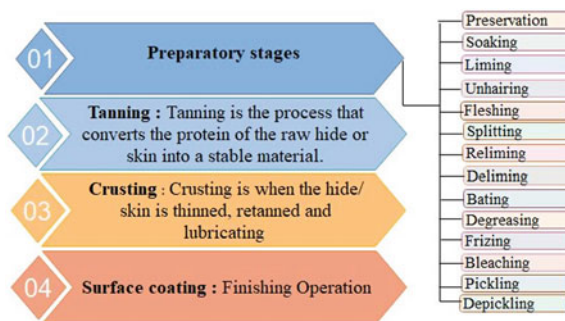 01
Preparatory stages
02
Tanning : Tanning is the process that
converts the protein of the raw hide or
skin into a stable material.
03
Crusting : Crusting is when the hide/
skin is thinned, retanned and
lubricating
04
Surface coating : Finishing Operation
Preservation
Soaking
Liming
Unhairing
Fleshing
Splitting
Reliming
Deliming
Bating
Degreasing
Frizing
Bleaching
Pickling
Depickling